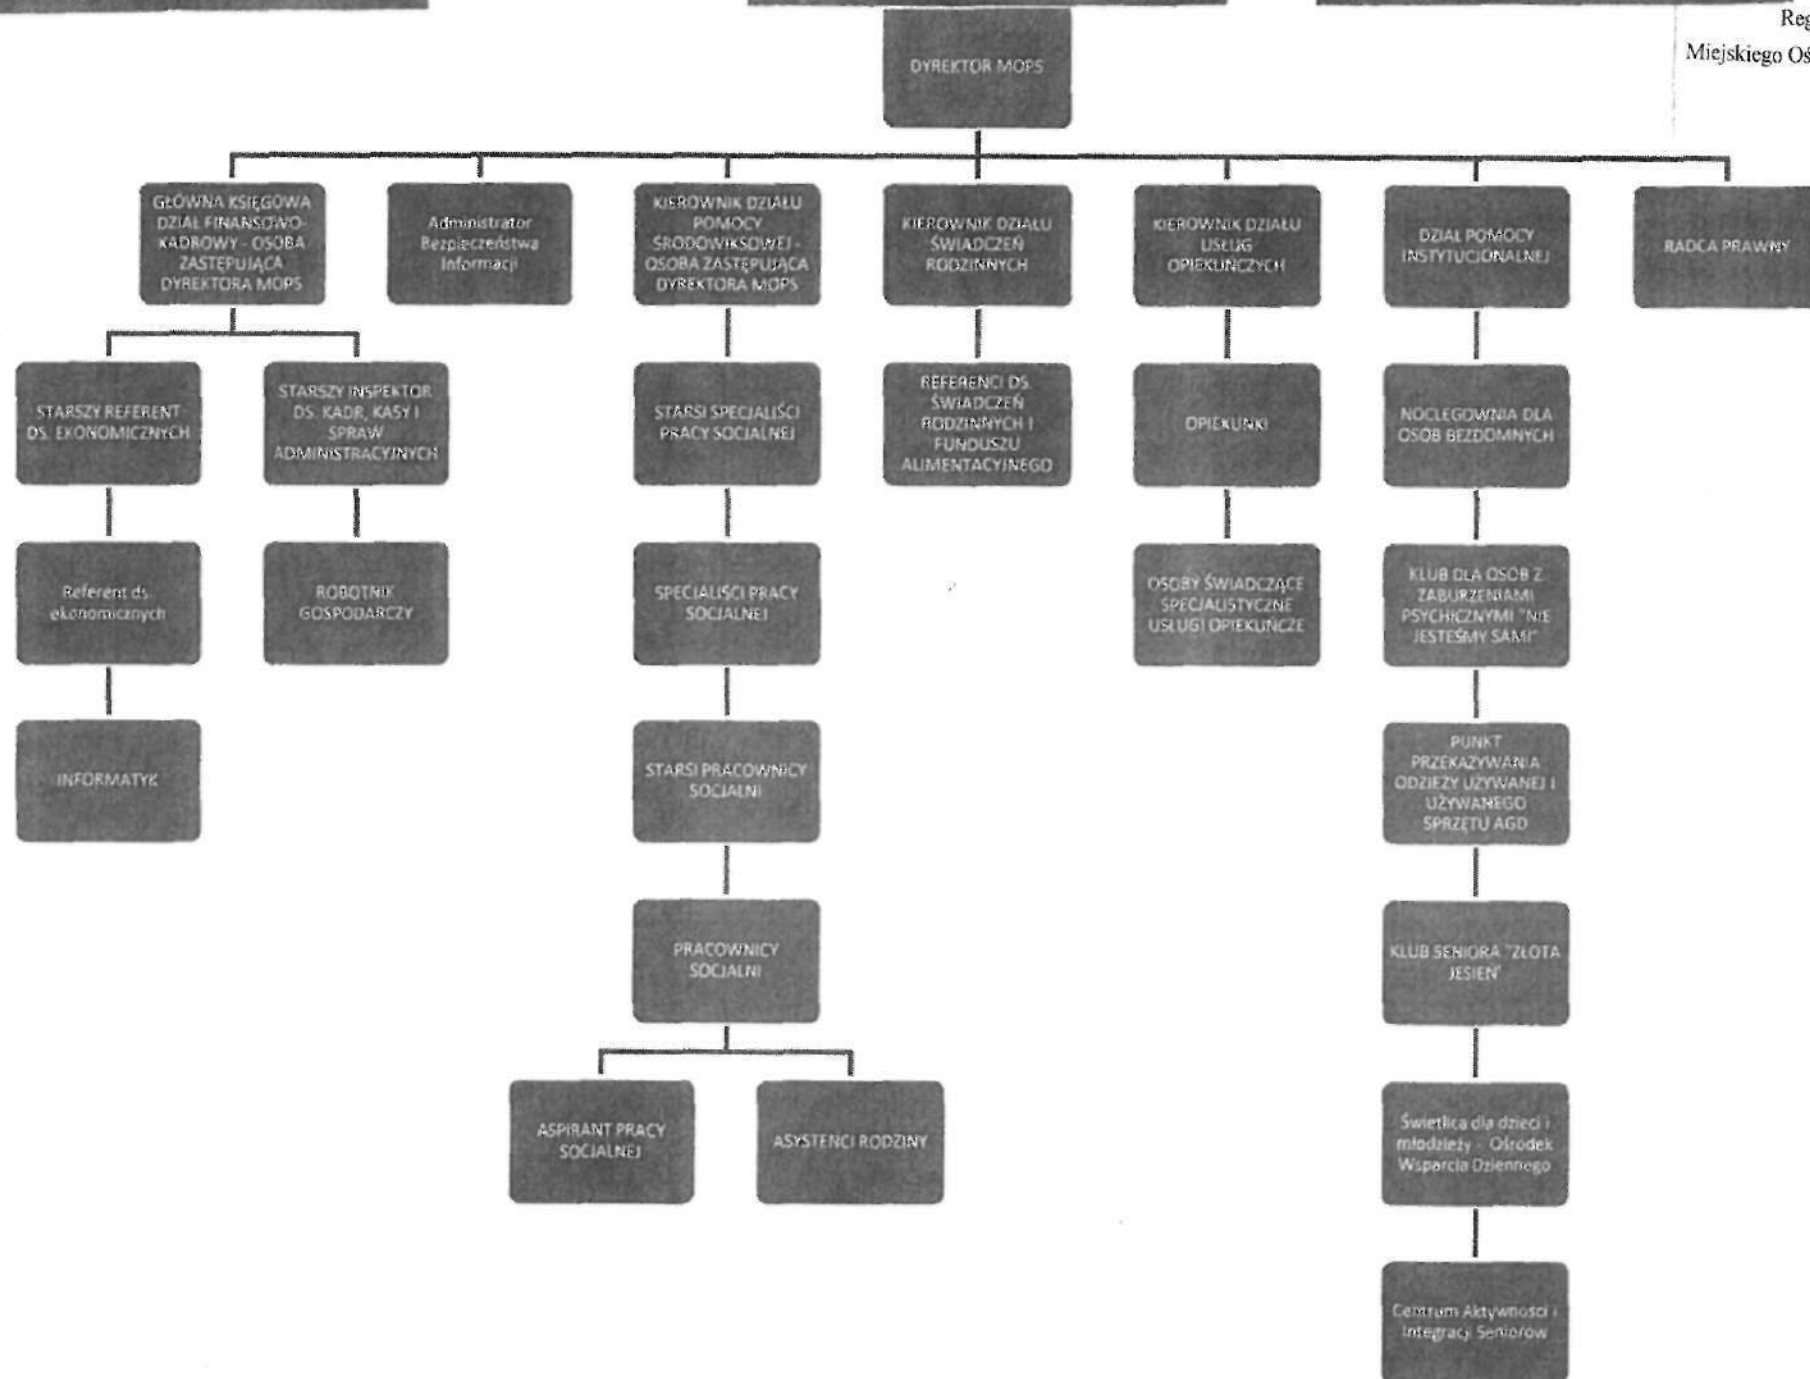 Reg
Miejskiego Oś
DYREKTOR MOPS
GŁÓWNA KSIĘGOWA
DZIAŁ FINANSOWO-
KADROWY - OSOBA
ZASTĘPUJĄCA
DYREKTORA MOPS
Administrator
Bezpieczeństwa
Informacji
KIEROWNIK DZIAŁU
POMOCY
ŚRODOWIKSOWEJ -
OSOBA ZASTĘPUJĄCA
DYREKTORA MOPS
KIEROWNIK DZIAŁU
ŚWIADCZEŃ
RODZINNYCH
KIEROWNIK DZIAŁU
USŁUG
OPIEKUŃCZYCH
DZIAŁ POMOCY
INSTYTUCJONALNEJ
RADCA PRAWNY
STARSZY REFERENT
DS. EKONOMICZNYCH
STARSZY INSPEKTOR
DS. KADR, KASY I
SPRAW
ADMINISTRACYJNYCH
STARSI SPECJALIŚCI
PRACY SOCJALNEJ
REFERENCI DS.
ŚWIADCZEŃ
RODZINNYCH I
FUNDUSZU
ALIMENTACYJNEGO
OPIEKUNKI
NOCLEGOWNIA DLA
OSÓB BEZDOMNYCH
Referent ds.
ekonomicznych
ROBOTNIK
GOSPODARCZY
SPECJALIŚCI PRACY
SOCJALNEJ
OSOBY ŚWIADCZĄCE
SPECJALISTYCZNE
USŁUGI OPIEKUŃCZE
KLUB DLA OSÓB Z
ZABURZENIAMI
PSYCHICZNYMI "NIE
JESTEŚMY SAMI"
INFORMATYK
STARSI PRACOWNICY
SOCJALNI
PUNKT
PRZEKAZYWANIA
ODZIEŻY UŻYWANEJ I
UŻYWANEGO
SPRZĘTU AGD
PRACOWNICY
SOCJALNI
KLUB SENIORA "ZŁOTA
JESIEŃ"
ASPIRANT PRACY
SOCJALNEJ
ASYSTENCI RODZINY
Świetlica dla dzieci i
młodzieży - Ośrodek
Wsparcia Dziennego
Centrum Aktywności i
Integracji Seniorów